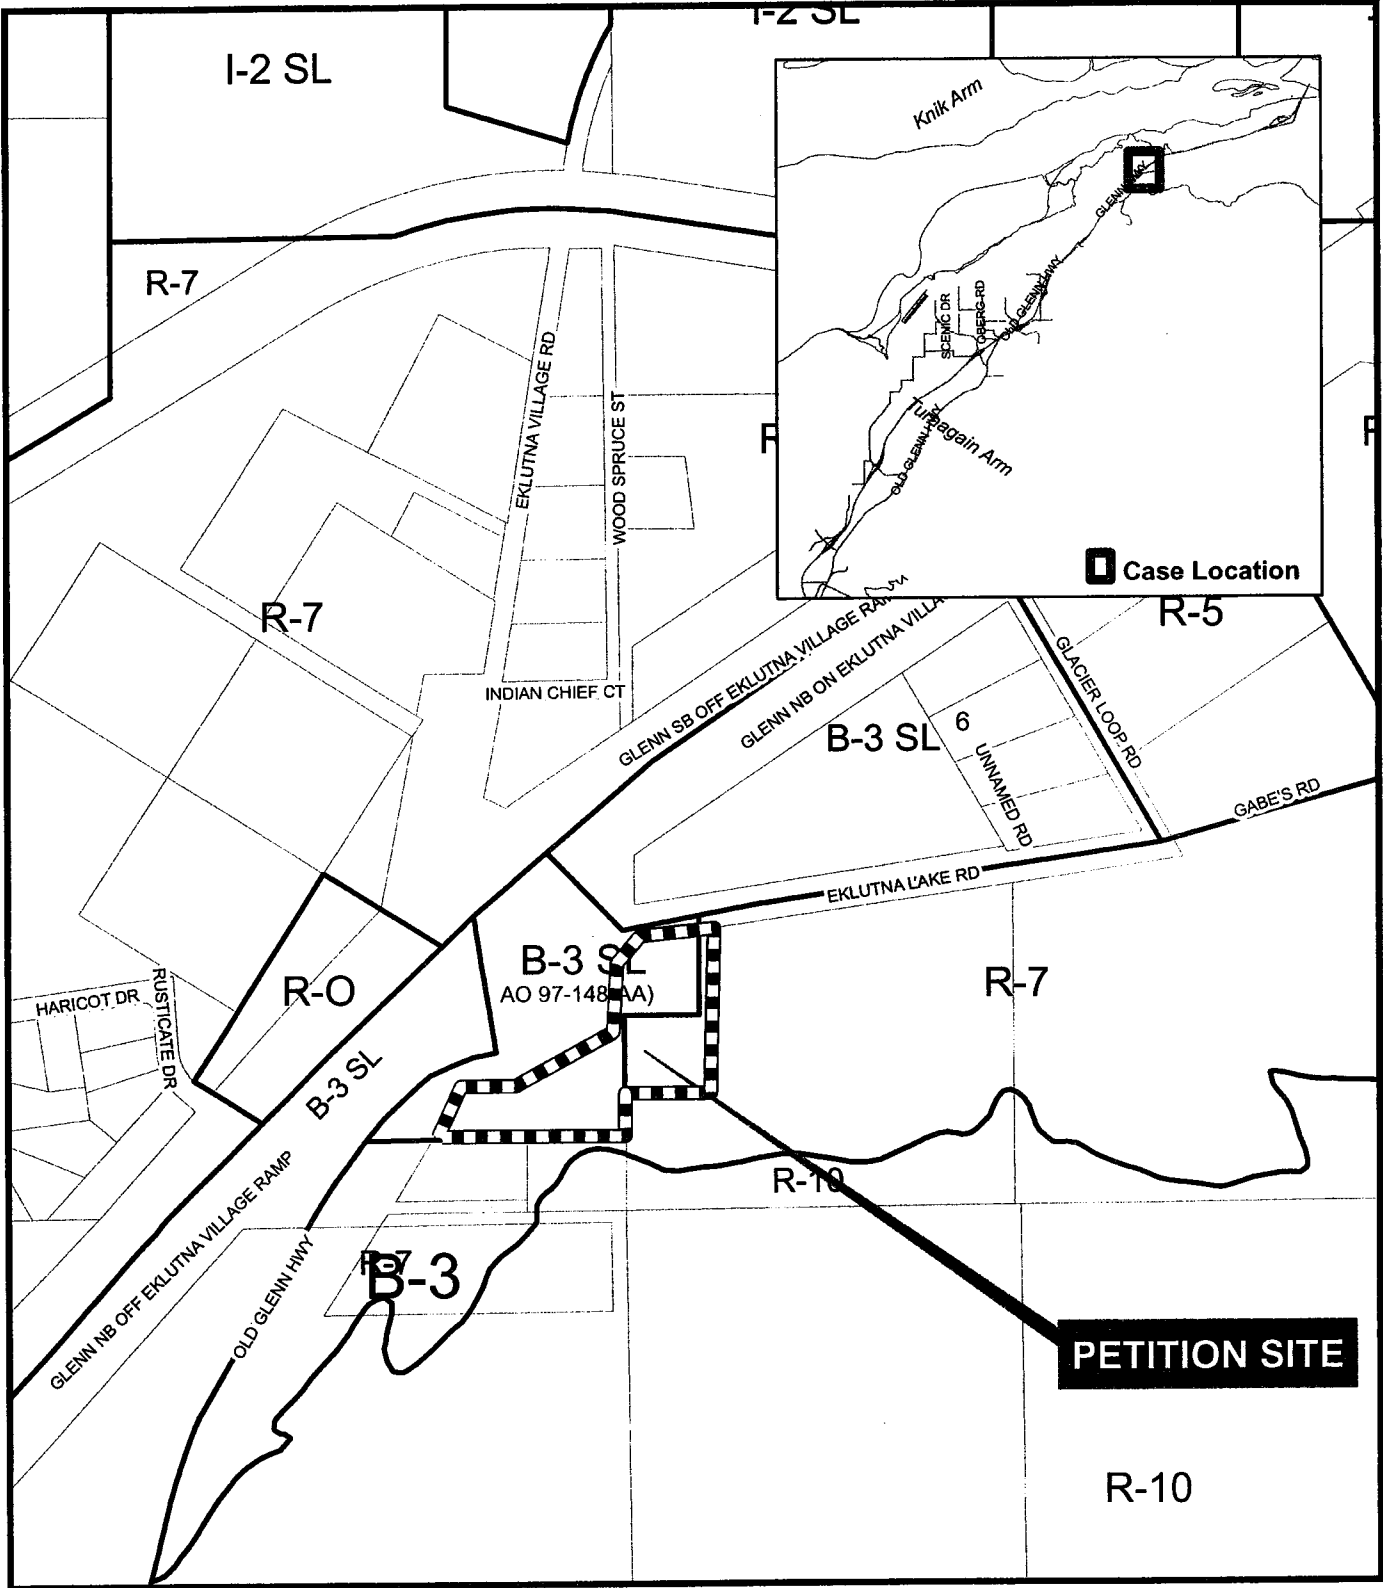 I-2 SL
I-2 SL
Knik Arm
GLENN HWY
R-7
OLD GLENN HWY
SCENIC DR
OBERG RD
EKLUTNA VILLAGE RD
WOOD SPRUCE ST
Turnagain Arm
OLD GLENN HWY
Case Location
R-7
R-5
INDIAN CHIEF CT
GLENN SB OFF EKLUTNA VILLAGE RAMP
GLENN NB ON EKLUTNA VILLA
GLACIER LOOP RD
B-3 SL
6
UNNAMED RD
GABE'S RD
EKLUTNA LAKE RD
B-3 SL
AO 97-148(AA)
R-O
R-7
HARICOT DR
RUSTICATE DR
B-3 SL
GLENN NB OFF EKLUTNA VILLAGE RAMP
OLD GLENN HWY
R-10
R-7
B-3
PETITION SITE
R-10